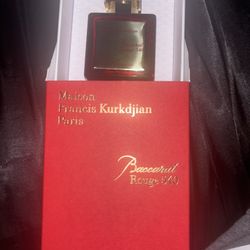 Maison
Francis Kurkdjian
Paris
Baccarat
Rouge 540